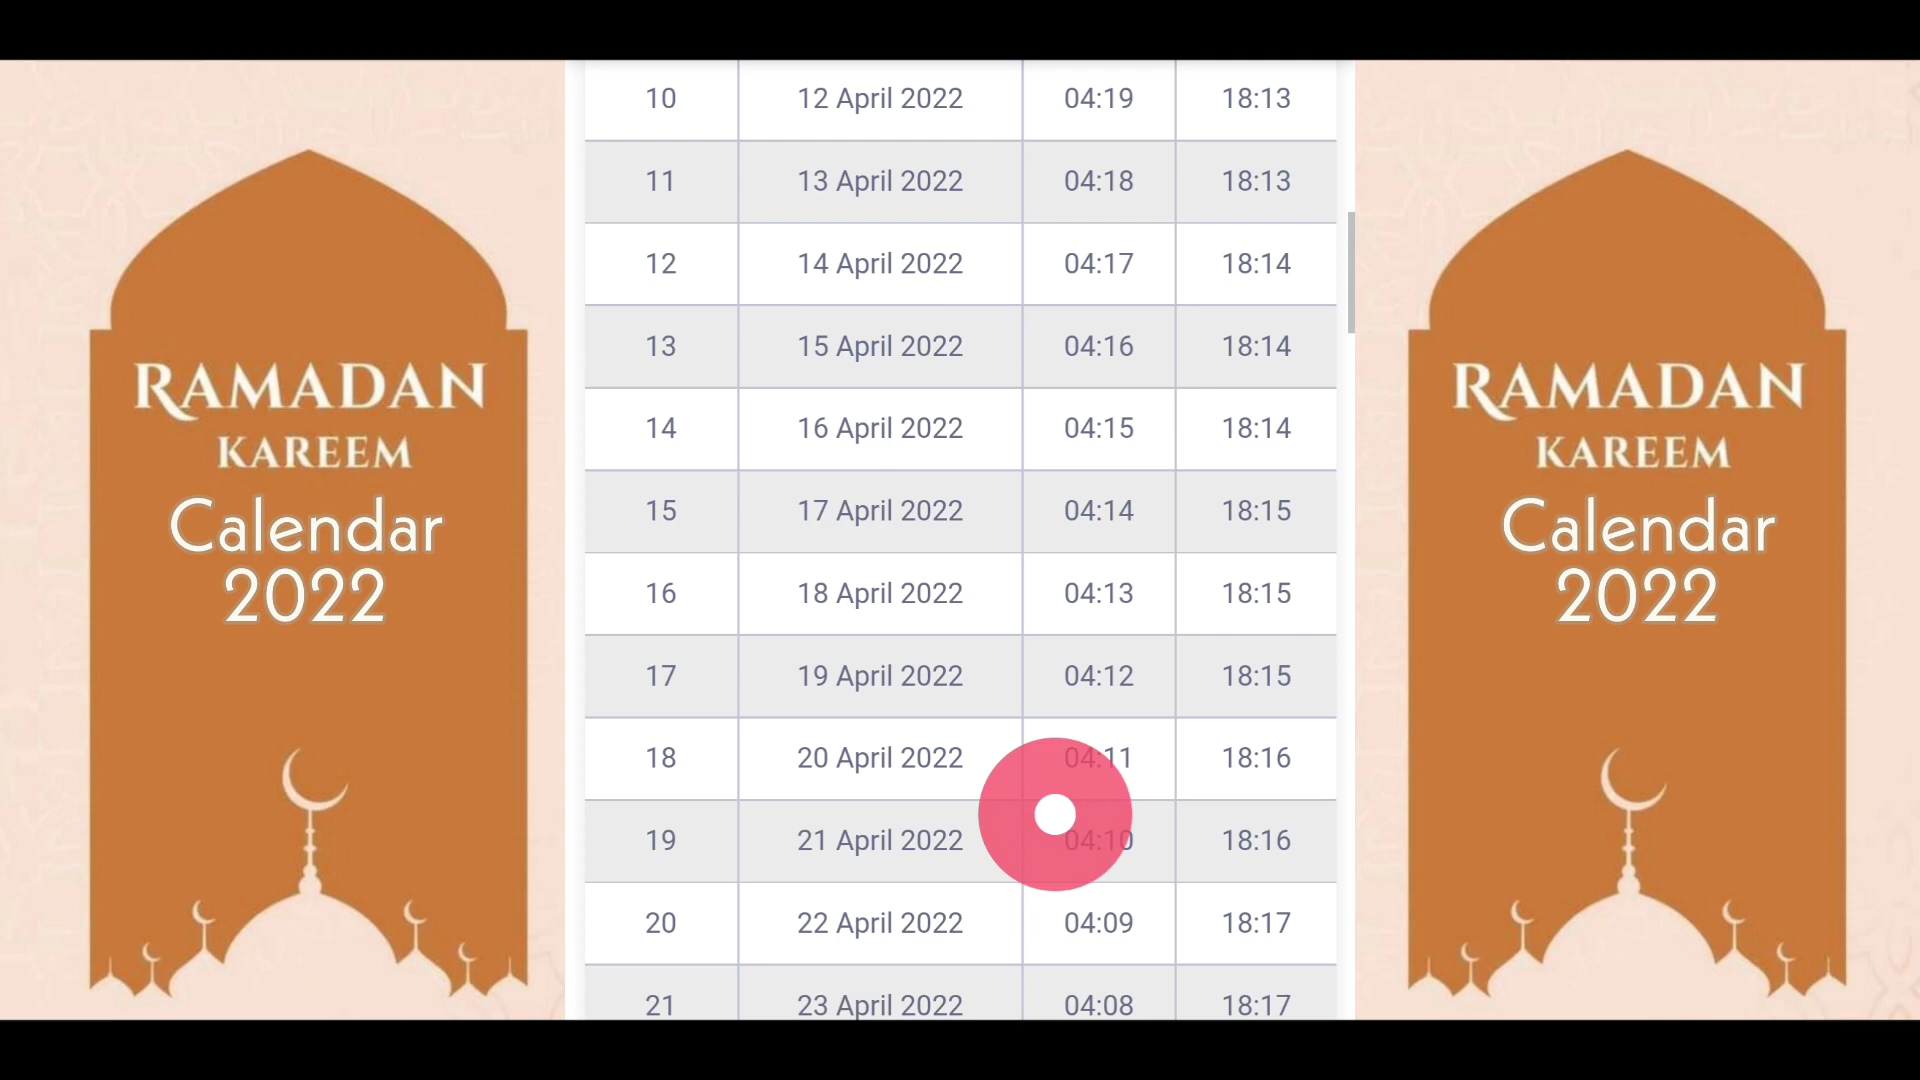 RAMADAN
KAREEM
Calendar
2022
10 12 April 2022 04:19 18:13
11 13 April 2022 04:18 18:13
12 14 April 2022 04:17 18:14
13 15 April 2022 04:16 18:14
14 16 April 2022 04:15 18:14
15 17 April 2022 04:14 18:15
16 18 April 2022 04:13 18:15
17 19 April 2022 04:12 18:15
18 20 April 2022 04:11 18:16
19 21 April 2022 04:10 18:16
20 22 April 2022 04:09 18:17
21 23 April 2022 04:08 18:17
RAMADAN
KAREEM
Calendar
2022